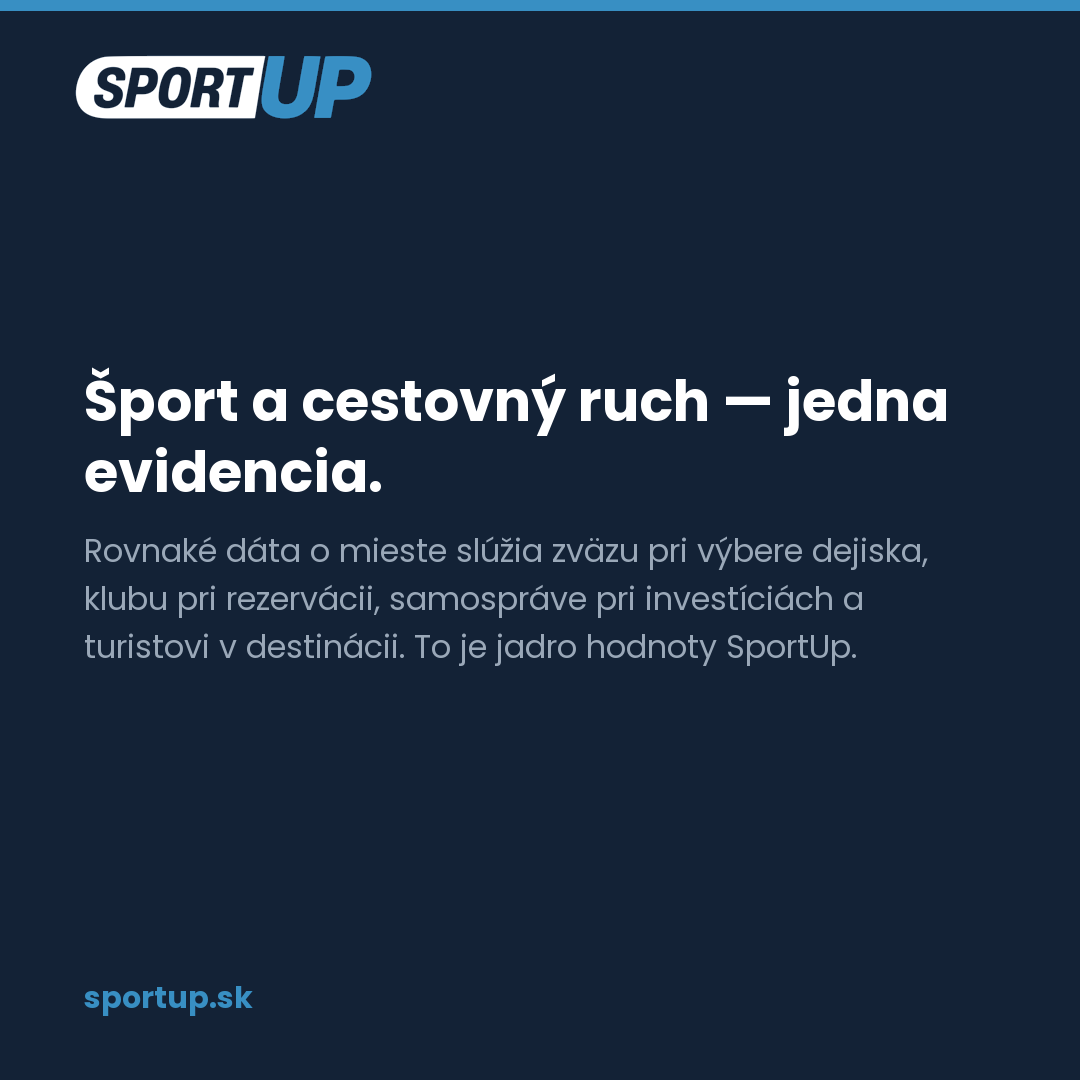 SPORTUP
Šport a cestovný ruch — jedna
evidencia.
Rovnaké dáta o mieste slúžia zväzu pri výbere dejiska,
klubu pri rezervácii, samospráve pri investíciách a
turistovi v destinácii. To je jadro hodnoty SportUp.
sportup.sk